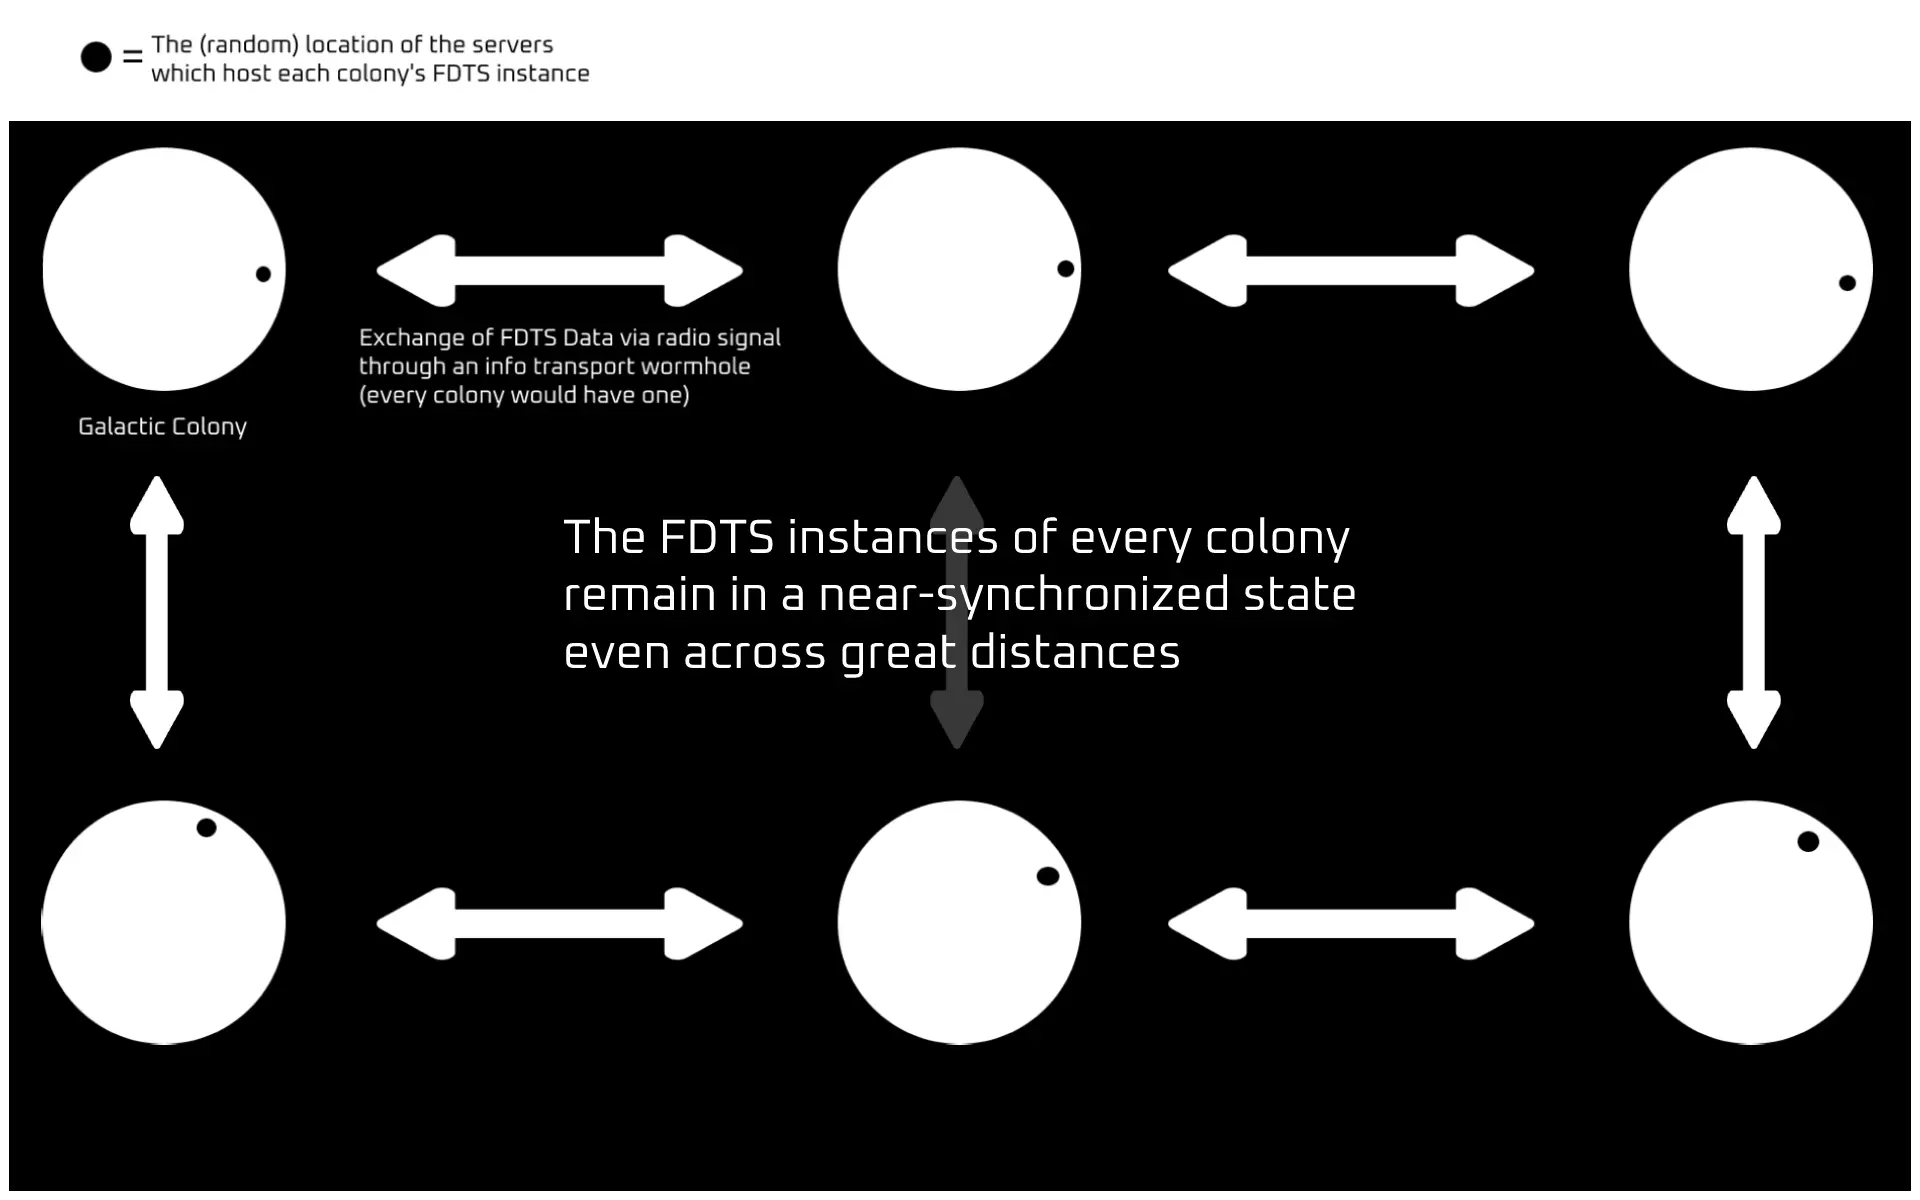 = The (random) location of the servers
which host each colony's FDTS instance
Exchange of FDTS Data via radio signal
through an info transport wormhole
(every colony would have one)
Galactic Colony
The FDTS instances of every colony
remain in a near-synchronized state
even across great distances